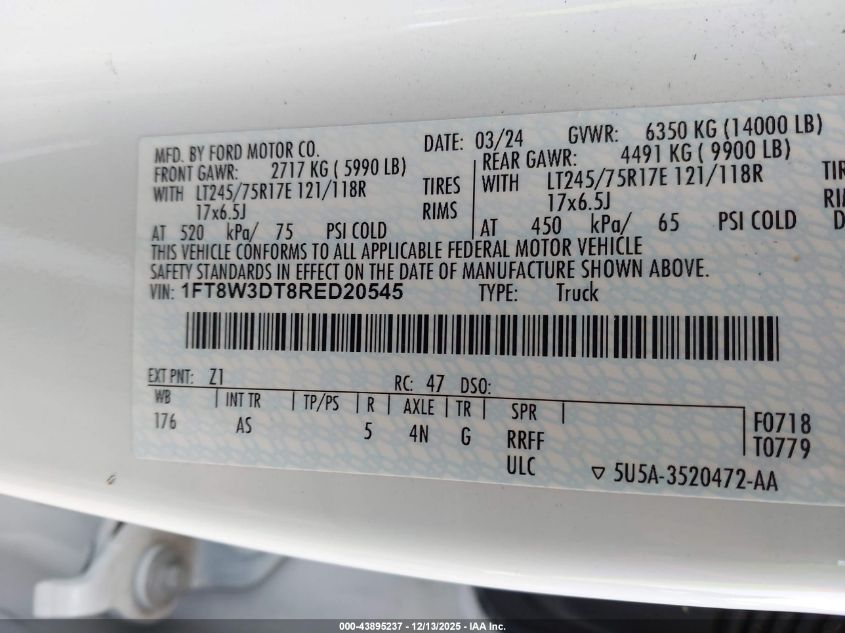 MFD. BY FORD MOTOR CO. DATE: 03/24 GVWR: 6350 KG (14000 LB)
FRONT GAWR: 2717 KG ( 5990 LB) REAR GAWR: 4491 KG ( 9900 LB)
WITH LT245/75R17E 121/118R TIRES WITH LT245/75R17E 121/118R
17x6.5J RIMS 17x6.5J
AT 520 kPa/ 75 PSI COLD AT 450 kPa/ 65 PSI COLD
THIS VEHICLE CONFORMS TO ALL APPLICABLE FEDERAL MOTOR VEHICLE
SAFETY STANDARDS IN EFFECT ON THE DATE OF MANUFACTURE SHOWN ABOVE.
VIN: 1FT8W3DT8RED20545 TYPE: Truck
EXT PNT: Z1 RC: 47 DSO:
WB INT TR TP/PS R AXLE TR SPR F0718
176 AS 5 4N G RRFF T0779
ULC 5U5A-3520472-AA
000-43895237 - 12/13/2025 - IAAI.COM